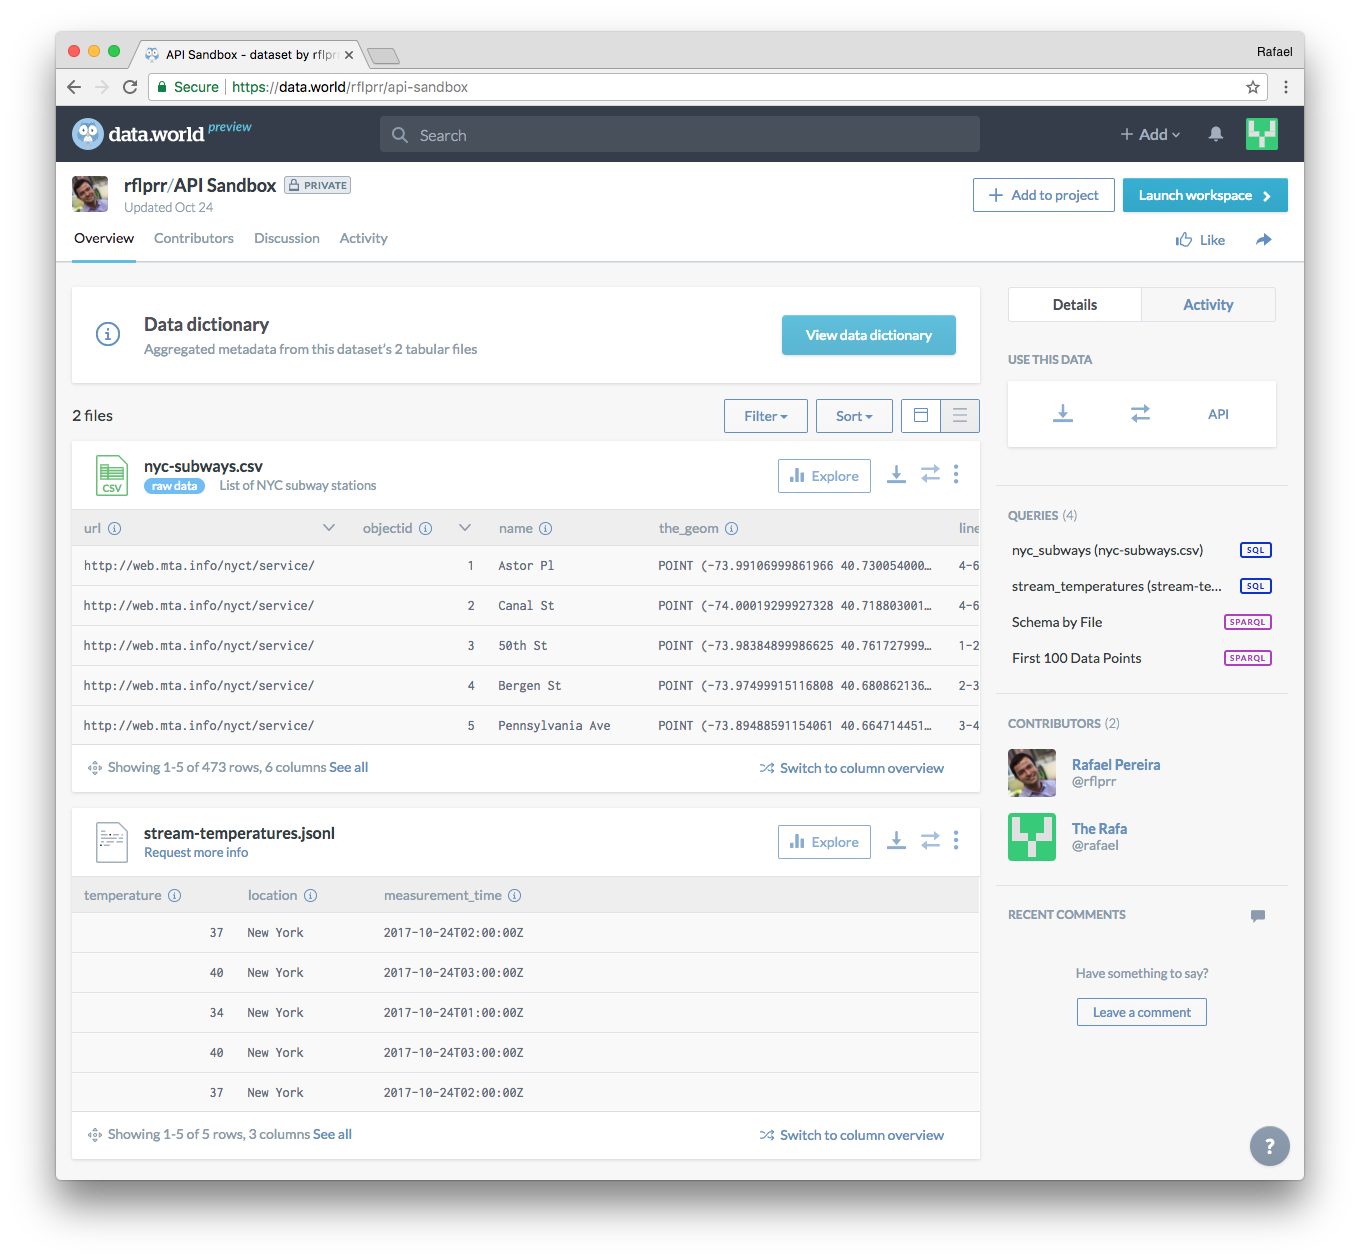 API Sandbox - dataset by rflprr
Rafael
Secure https://data.world/rflprr/api-sandbox
data.world preview
Search
+ Add
rflprr/API Sandbox PRIVATE
Updated Oct 24
+ Add to project
Launch workspace
Overview Contributors Discussion Activity
Like
Data dictionary
Aggregated metadata from this dataset's 2 tabular files
View data dictionary
2 files
Filter
Sort
nyc-subways.csv
CSV
raw data List of NYC subway stations
Explore
url objectid name the_geom line
http://web.mta.info/nyct/service/ 1 Astor Pl POINT (-73.99106999861966 40.730054000… 4-6
http://web.mta.info/nyct/service/ 2 Canal St POINT (-74.00019299927328 40.718803001… 4-6
http://web.mta.info/nyct/service/ 3 50th St POINT (-73.98384899986625 40.761727999… 1-2
http://web.mta.info/nyct/service/ 4 Bergen St POINT (-73.97499915116808 40.680862136… 2-3
http://web.mta.info/nyct/service/ 5 Pennsylvania Ave POINT (-73.89488591154061 40.664714451… 3-4
Showing 1-5 of 473 rows, 6 columns See all
Switch to column overview
stream-temperatures.jsonl
Request more info
Explore
temperature location measurement_time
37 New York 2017-10-24T02:00:00Z
40 New York 2017-10-24T03:00:00Z
34 New York 2017-10-24T01:00:00Z
40 New York 2017-10-24T03:00:00Z
37 New York 2017-10-24T02:00:00Z
Showing 1-5 of 5 rows, 3 columns See all
Switch to column overview
Details
Activity
USE THIS DATA
API
QUERIES (4)
nyc_subways (nyc-subways.csv) SQL
stream_temperatures (stream-te... SQL
Schema by File SPARQL
First 100 Data Points SPARQL
CONTRIBUTORS (2)
Rafael Pereira
@rflprr
The Rafa
@rafael
RECENT COMMENTS
Have something to say?
Leave a comment
?